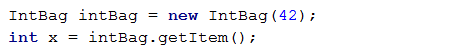 IntBag intBag = new IntBag(42);
int x = intBag.getItem();